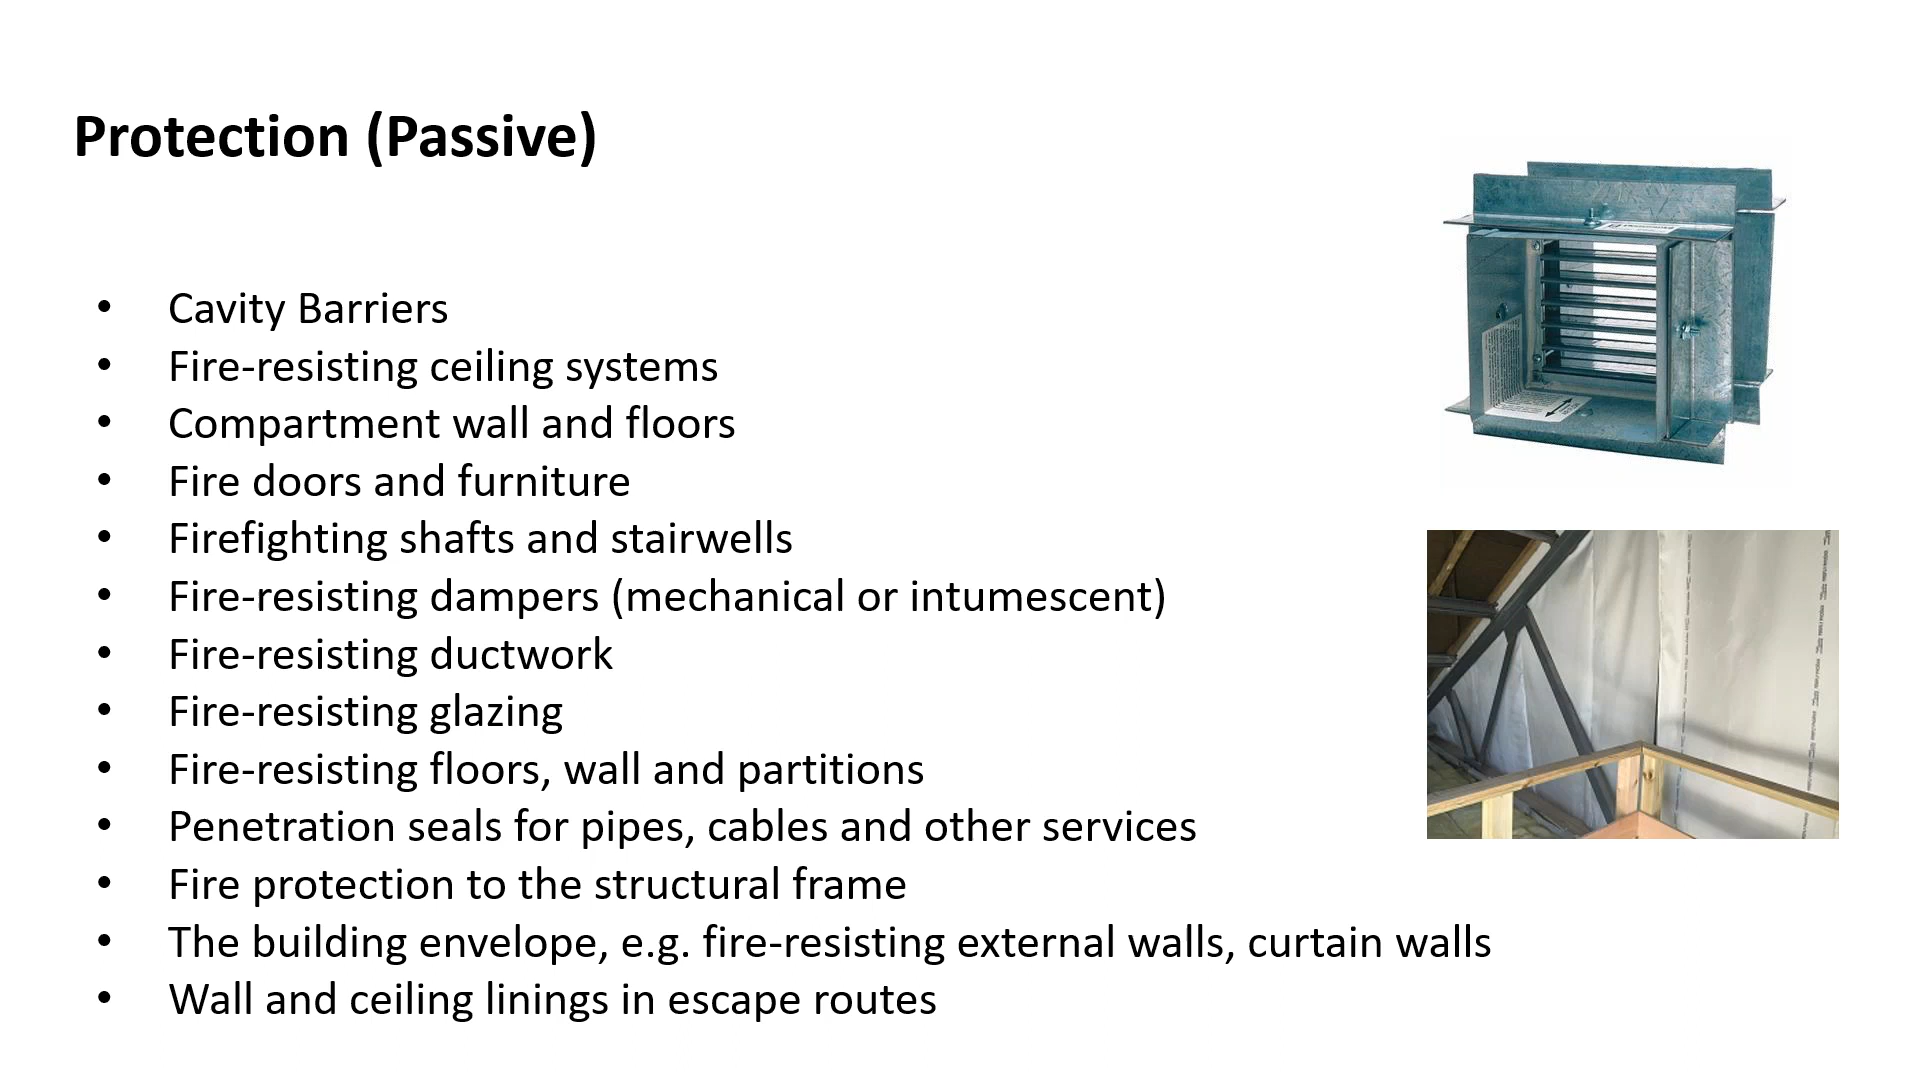 Protection (Passive)
• Cavity Barriers
• Fire-resisting ceiling systems
• Compartment wall and floors
• Fire doors and furniture
• Firefighting shafts and stairwells
• Fire-resisting dampers (mechanical or intumescent)
• Fire-resisting ductwork
• Fire-resisting glazing
• Fire-resisting floors, wall and partitions
• Penetration seals for pipes, cables and other services
• Fire protection to the structural frame
• The building envelope, e.g. fire-resisting external walls, curtain walls
• Wall and ceiling linings in escape routes